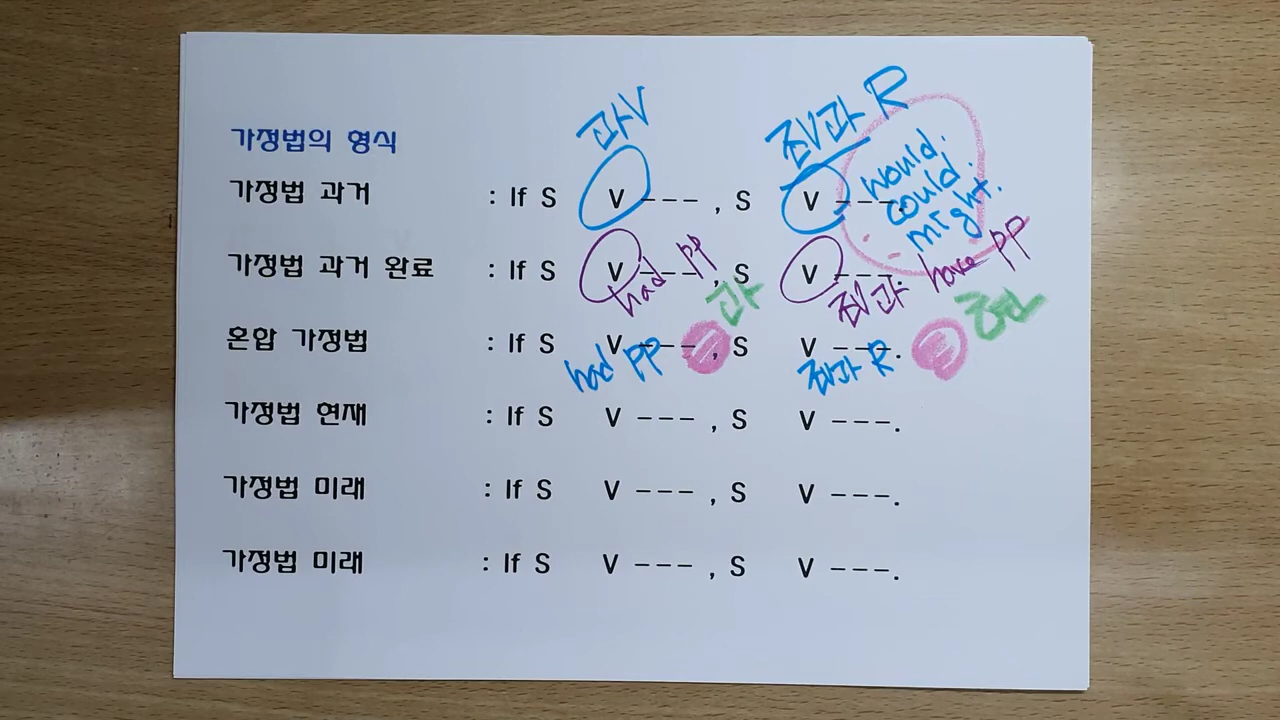 가정법의 형식
과V
조V과 R
would.
could.
might.
가정법 과거 : If S V --- , S V ---.
had pp
조V과 have PP
가정법 과거 완료 : If S V --- , S V ---.
과
혼합 가정법 : If S V --- , S V ---.
had PP
조V과 R
가정법 현재 : If S V --- , S V ---.
가정법 미래 : If S V --- , S V ---.
가정법 미래 : If S V --- , S V ---.